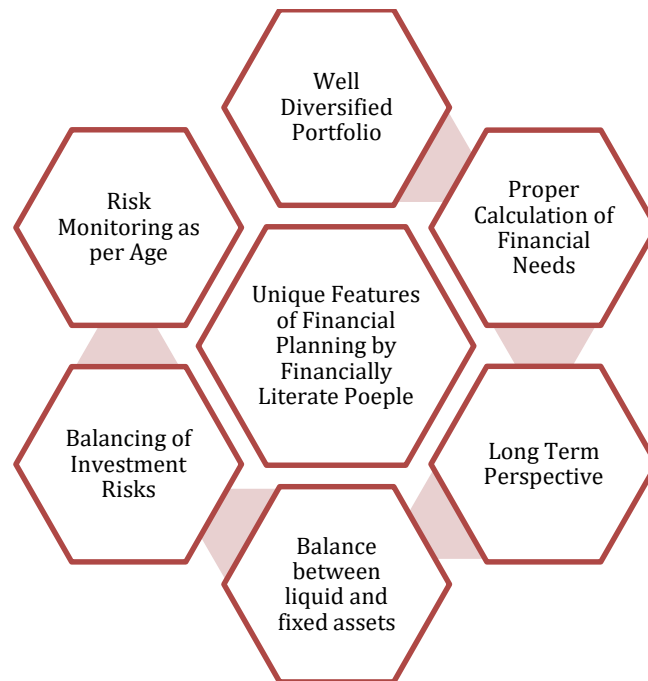 Well
Diversified
Portfolio
Proper
Calculation of
Financial
Needs
Long Term
Perspective
Balance
between
liquid and
fixed assets
Balancing of
Investment
Risks
Risk
Monitoring as
per Age
Unique Features
of Financial
Planning by
Financially
Literate Poeple